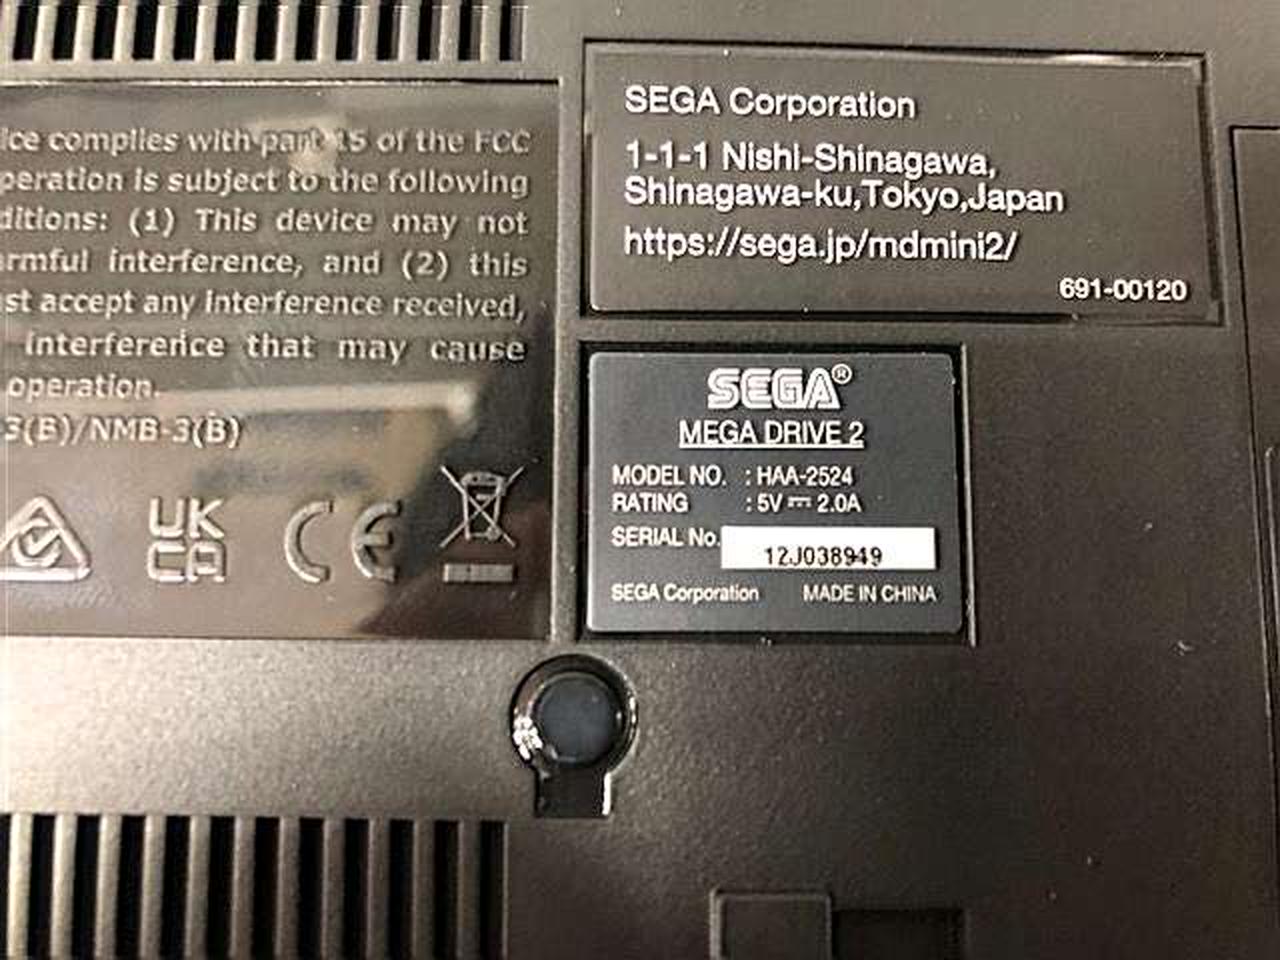 ice complies with part 15 of the FCC
peration is subject to the following
ditions: (1) This device may not
armful interference, and (2) this
st accept any interference received,
interference that may cause
operation.
3(B)/NMB-3(B)
UK
CA
CE
SEGA Corporation
1-1-1 Nishi-Shinagawa,
Shinagawa-ku,Tokyo,Japan
https://sega.jp/mdmini2/
691-00120
SEGA®
MEGA DRIVE 2
MODEL NO. : HAA-2524
RATING : 5V ⎓ 2.0A
SERIAL No. 12J038949
SEGA Corporation MADE IN CHINA